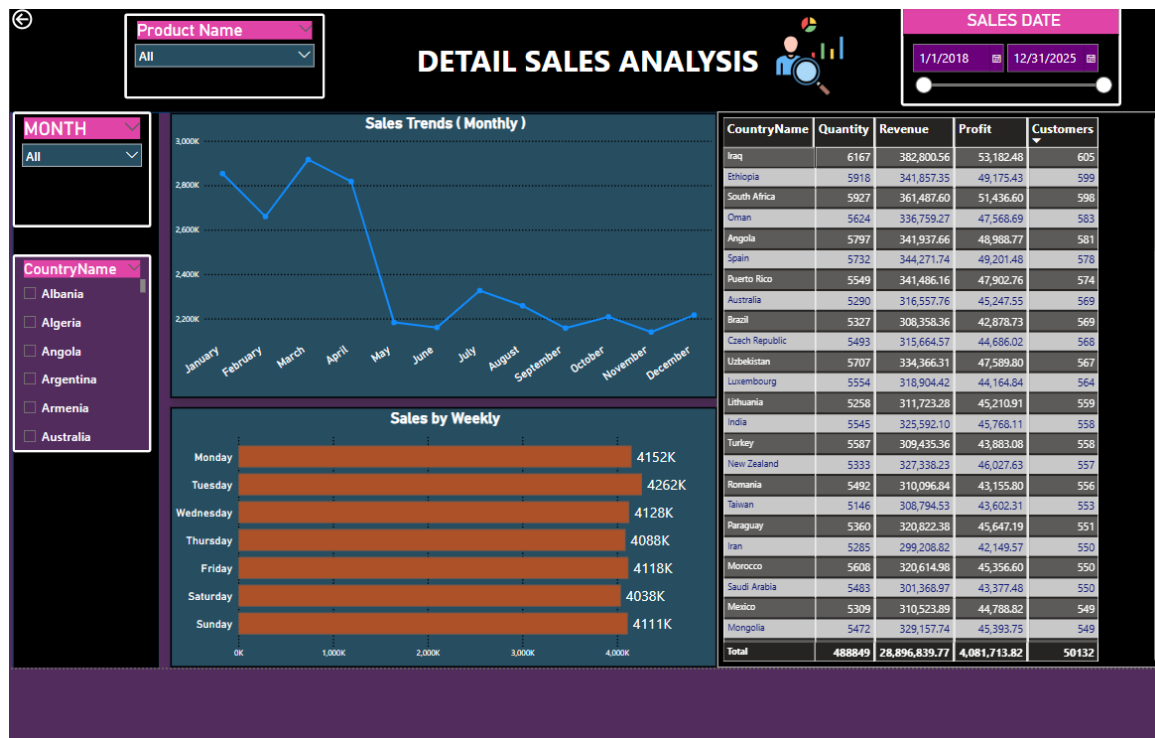 Product Name
All
DETAIL SALES ANALYSIS
SALES DATE
1/1/2018 12/31/2025
MONTH
All
CountryName
Albania
Algeria
Angola
Argentina
Armenia
Australia
Sales Trends ( Monthly )
3,000K
2,800K
2,600K
2,400K
2,200K
January February March April May June July August September October November December
Sales by Weekly
Monday 4152K
Tuesday 4262K
Wednesday 4128K
Thursday 4088K
Friday 4118K
Saturday 4038K
Sunday 4111K
0K 1,000K 2,000K 3,000K 4,000K
CountryName Quantity Revenue Profit Customers
Iraq 6167 382,800.56 53,182.48 605
Ethiopia 5918 341,857.35 49,175.43 599
South Africa 5927 361,487.60 51,436.60 598
Oman 5624 336,759.27 47,568.69 583
Angola 5797 341,937.66 48,988.77 581
Spain 5732 344,271.74 49,201.48 578
Puerto Rico 5549 341,486.16 47,902.76 574
Australia 5290 316,557.76 45,247.55 569
Brazil 5327 308,358.36 42,878.73 569
Czech Republic 5493 315,664.57 44,686.02 568
Uzbekistan 5707 334,366.31 47,589.80 567
Luxembourg 5554 318,904.42 44,164.84 564
Lithuania 5258 311,723.28 45,210.91 559
India 5545 325,592.10 45,768.11 558
Turkey 5587 309,435.36 43,883.08 558
New Zealand 5333 327,338.23 46,027.63 557
Romania 5492 310,096.84 43,155.80 556
Taiwan 5146 308,794.53 43,602.31 553
Paraguay 5360 320,822.38 45,647.19 551
Iran 5285 299,208.82 42,149.57 550
Morocco 5608 320,614.98 45,356.60 550
Saudi Arabia 5483 301,368.97 43,377.48 550
Mexico 5309 310,523.89 44,788.82 549
Mongolia 5472 329,157.74 45,393.75 549
Total 488849 28,896,839.77 4,081,713.82 50132